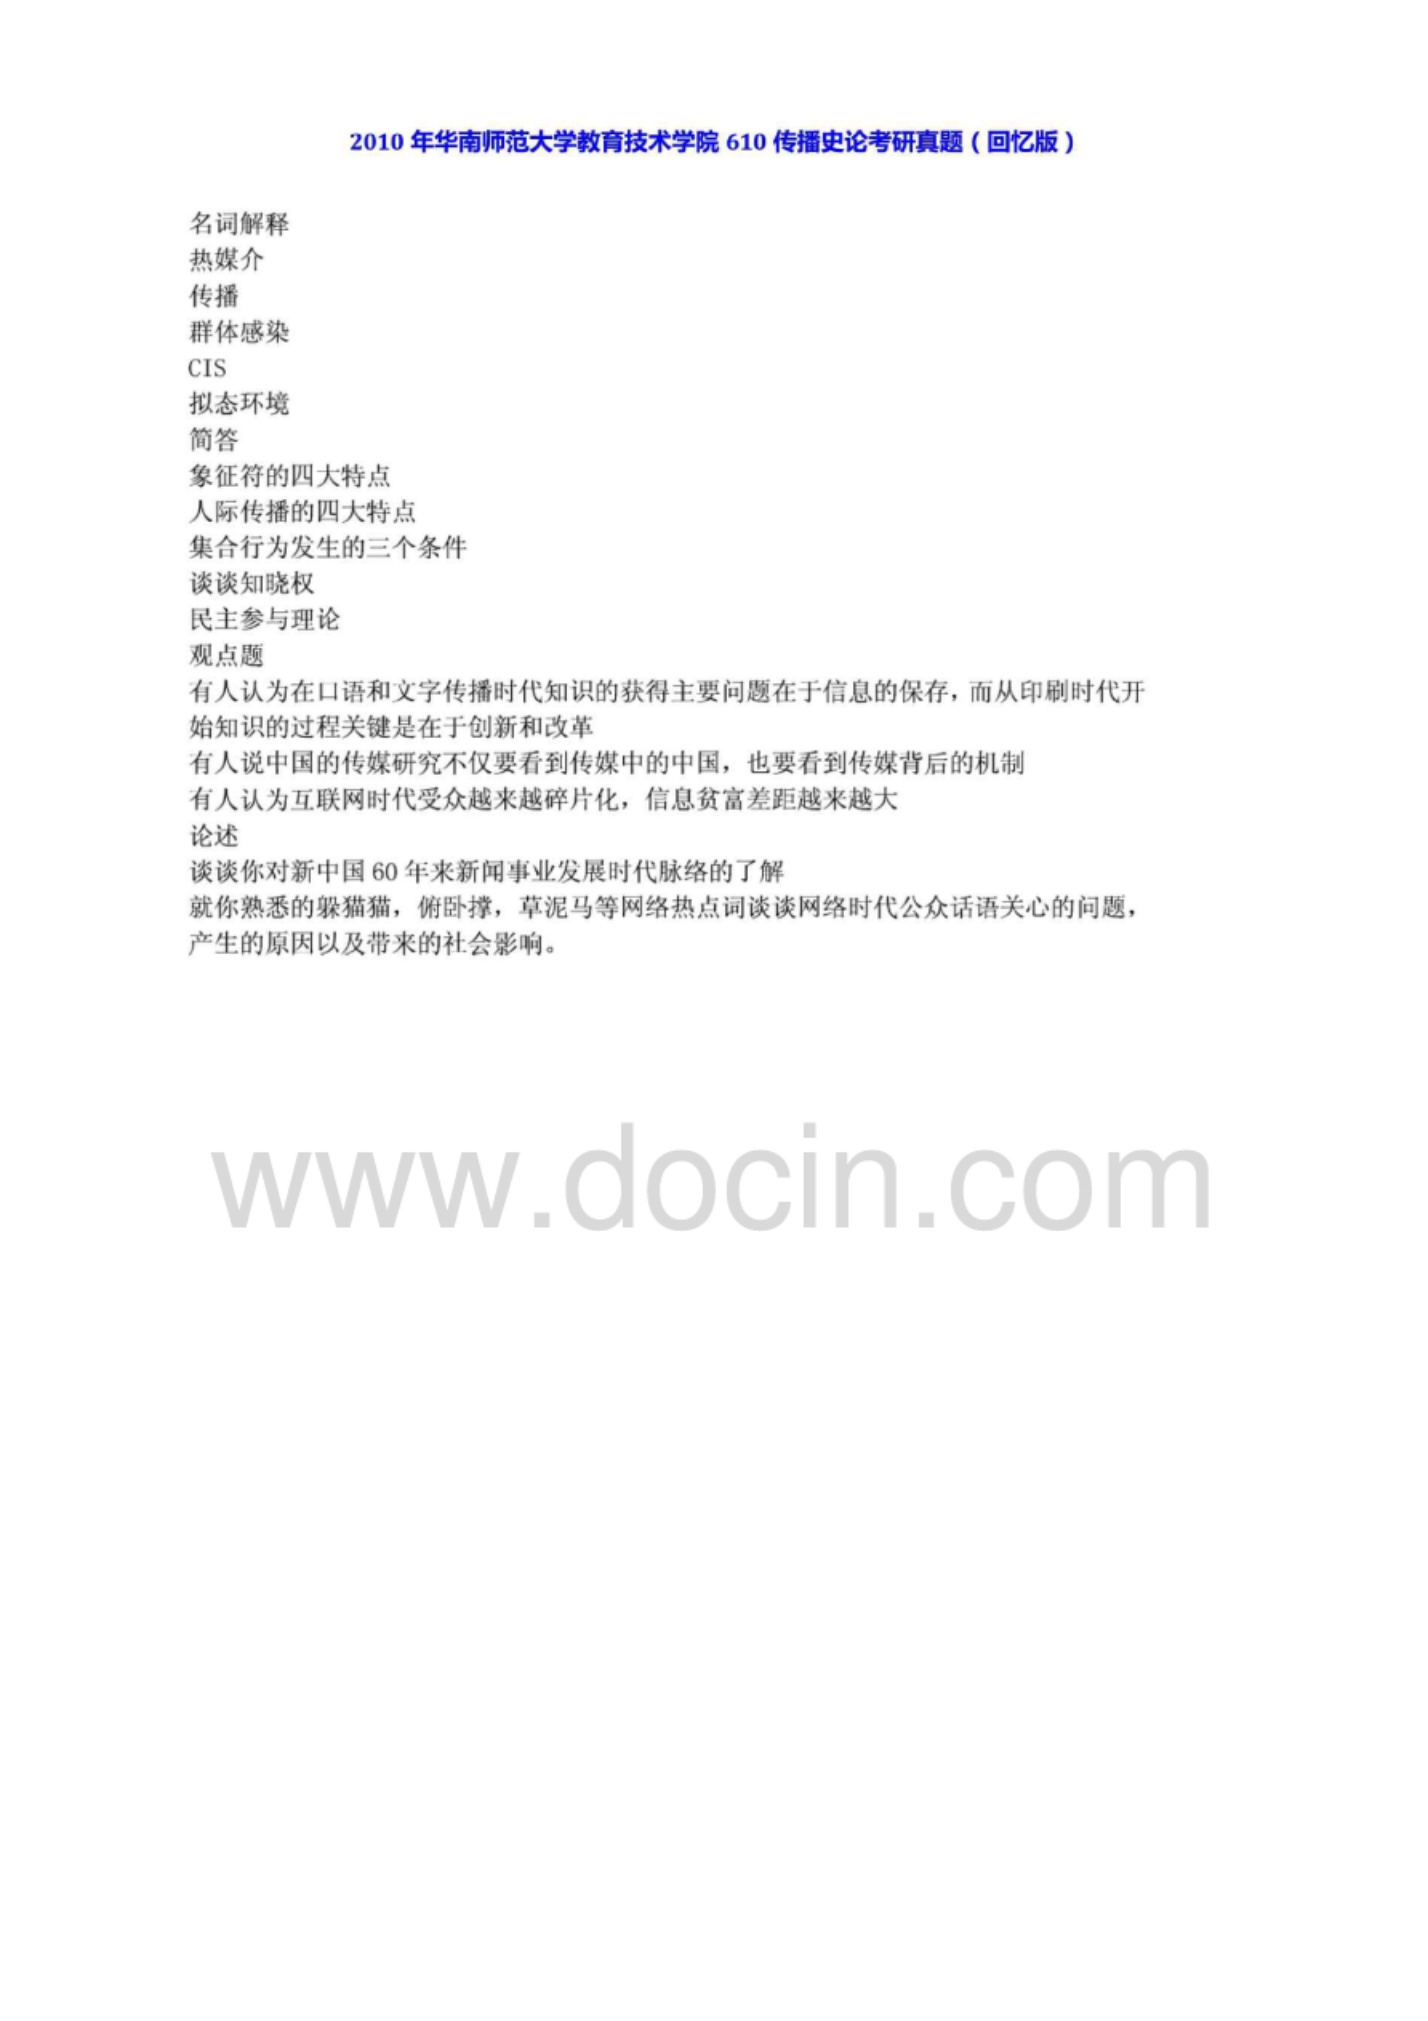 2010 年华南师范大学教育技术学院 610 传播史论考研真题（回忆版）
名词解释
热媒介
传播
群体感染
CIS
拟态环境
简答
象征符的四大特点
人际传播的四大特点
集合行为发生的三个条件
谈谈知晓权
民主参与理论
观点题
有人认为在口语和文字传播时代知识的获得主要问题在于信息的保存，而从印刷时代开
始知识的过程关键是在于创新和改革
有人说中国的传媒研究不仅要看到传媒中的中国，也要看到传媒背后的机制
有人认为互联网时代受众越来越碎片化，信息贫富差距越来越大
论述
谈谈你对新中国 60 年来新闻事业发展时代脉络的了解
就你熟悉的躲猫猫，俯卧撑，草泥马等网络热点词谈谈网络时代公众话语关心的问题，
产生的原因以及带来的社会影响。
www.docin.com